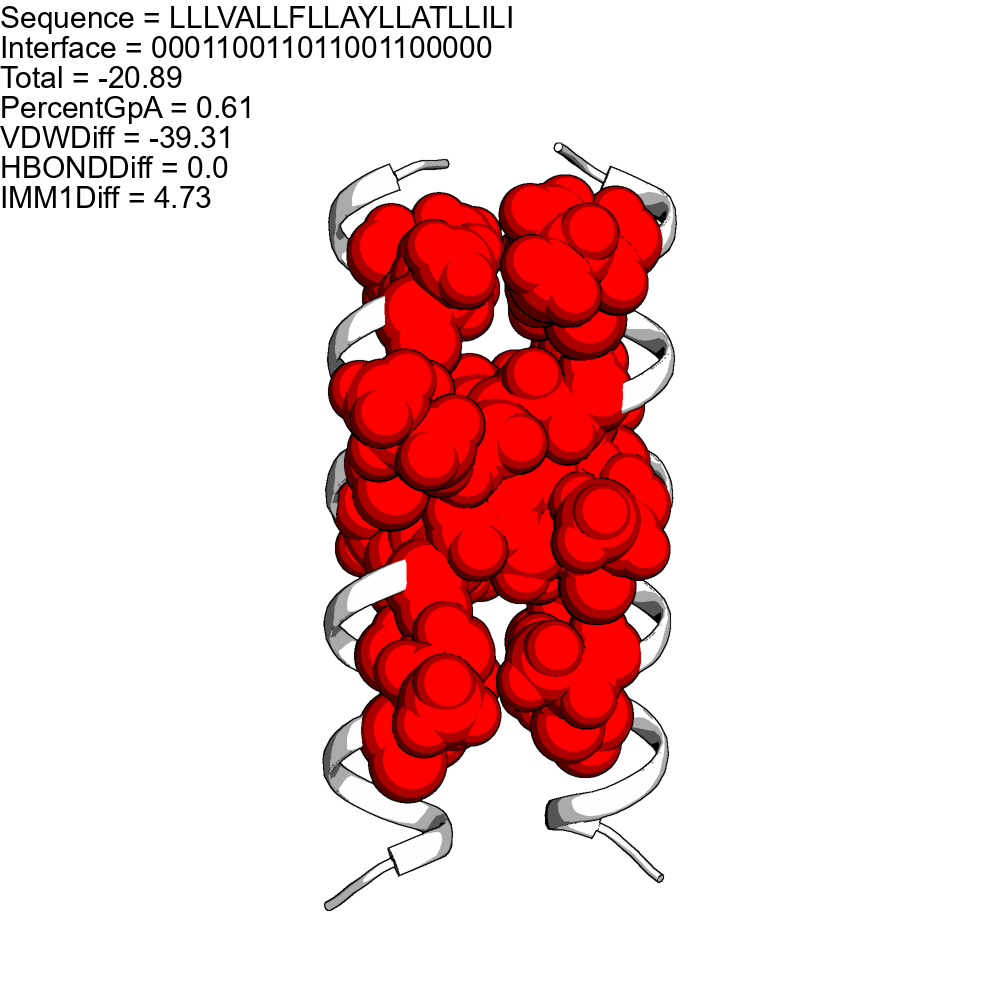 Sequence = LLLVALLFLLAYLLATLLILI
Interface = 000110011011001100000
Total = -20.89
PercentGpA = 0.61
VDWDiff = -39.31
HBONDDiff = 0.0
IMM1Diff = 4.73